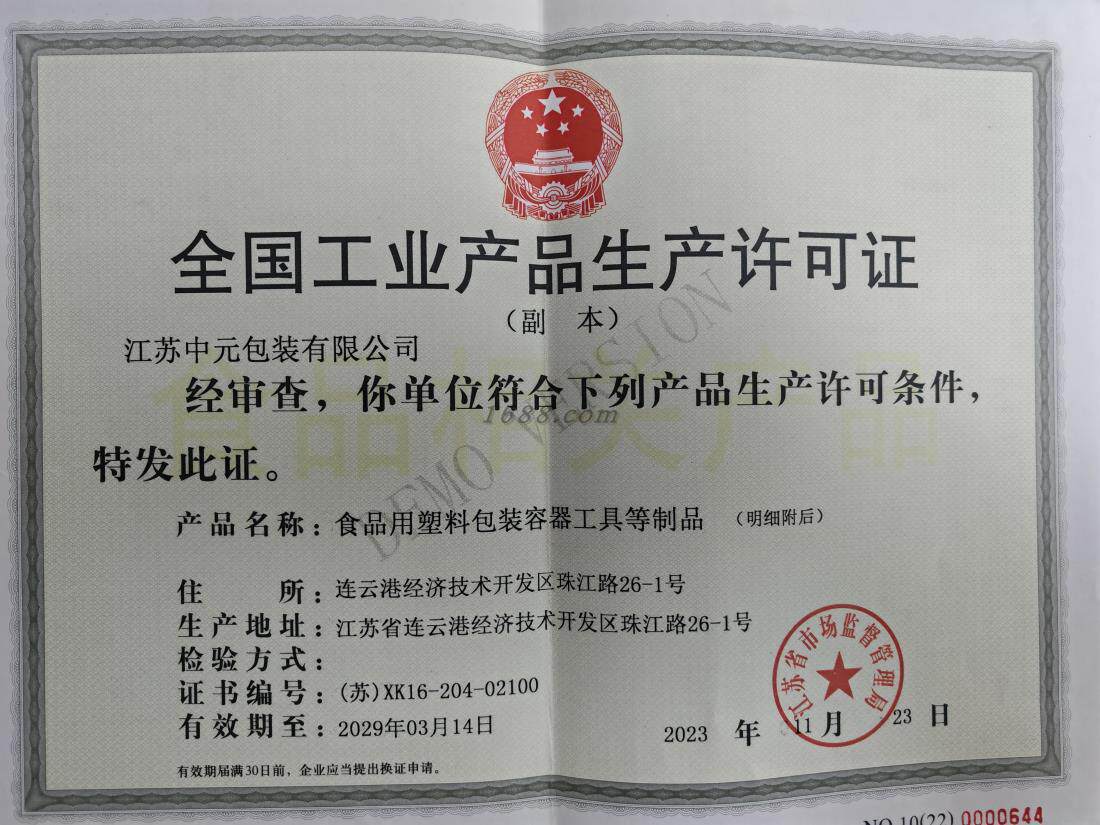 全国工业产品生产许可证
（副 本）
江苏中元包装有限公司
经审查，你单位符合下列产品生产许可条件，
特发此证。
食品相关产品
1688.com
DEMO VERSION
产品名称：食品用塑料包装容器工具等制品 （明细附后）
住 所：连云港经济技术开发区珠江路26-1号
生产地址：江苏省连云港经济技术开发区珠江路26-1号
检验方式：
证书编号：(苏)XK16-204-02100
有效期至：2029年03月14日
江苏省市场监督管理局
2023 年 11 月 23 日
有效期届满30日前，企业应当提出换证申请。
NO.10(22) 0000644